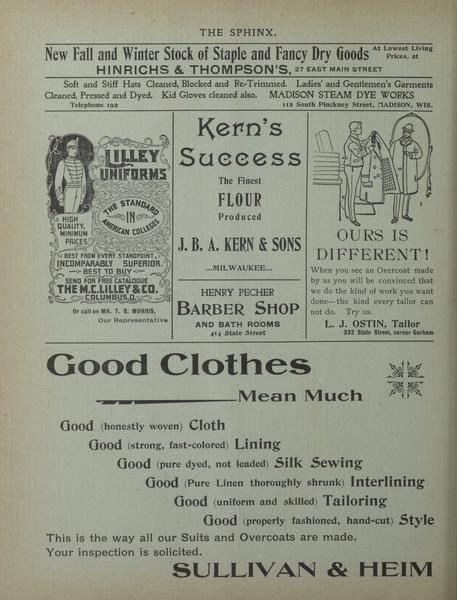 THE SPHINX.
New Fall and Winter Stock of Staple and Fancy Dry Goods At Lowest Living Prices, at
HINRICHS & THOMPSON'S, 27 EAST MAIN STREET
Soft and Stiff Hats Cleaned, Blocked and Re-Trimmed. Ladies' and Gentlemen's Garments
Cleaned, Pressed and Dyed. Kid Gloves cleaned also. MADISON STEAM DYE WORKS
Telephone 192 112 South Pinckney Street, MADISON, WIS.
LILLEY
UNIFORMS
THE STANDARD
IN
AMERICAN COLLEGES
HIGH
QUALITY,
MINIMUM
PRICES.
BEST FROM EVERY STANDPOINT,
INCOMPARABLY SUPERIOR.
BEST TO BUY
SEND FOR FREE CATALOGUE
THE M.C. LILLEY & CO.
COLUMBUS, O.
Or call on MR. T. S. MORRIS,
Our Representative
Kern's
Success
The Finest
FLOUR
Produced
J. B. A. KERN & SONS
...MILWAUKEE...
HENRY PECHER
BARBER SHOP
AND BATH ROOMS
414 State Street
OURS IS
DIFFERENT!
When you see an Overcoat made
by us you will be convinced that
we do the kind of work you want
done—the kind every tailor can
not do. Try us.
L. J. OSTIN, Tailor
332 State Street, corner Gorham
Good Clothes
Mean Much
Good (honestly woven) Cloth
Good (strong, fast-colored) Lining
Good (pure dyed, not leaded) Silk Sewing
Good (Pure Linen thoroughly shrunk) Interlining
Good (uniform and skilled) Tailoring
Good (properly fashioned, hand-cut) Style
This is the way all our Suits and Overcoats are made.
Your inspection is solicited.
SULLIVAN & HEIM